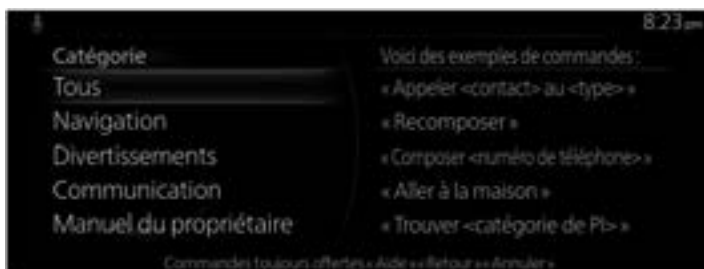 8:23 pm
Catégorie
Tous
Navigation
Divertissements
Communication
Manuel du propriétaire
Voici des exemples de commandes :
« Appeler <contact> au <type> »
« Recomposer »
« Composer <numéro de téléphone> »
« Aller à la maison »
« Trouver <catégorie de PI> »
Commandes toujours offertes « Aide » « Retour » « Annuler »